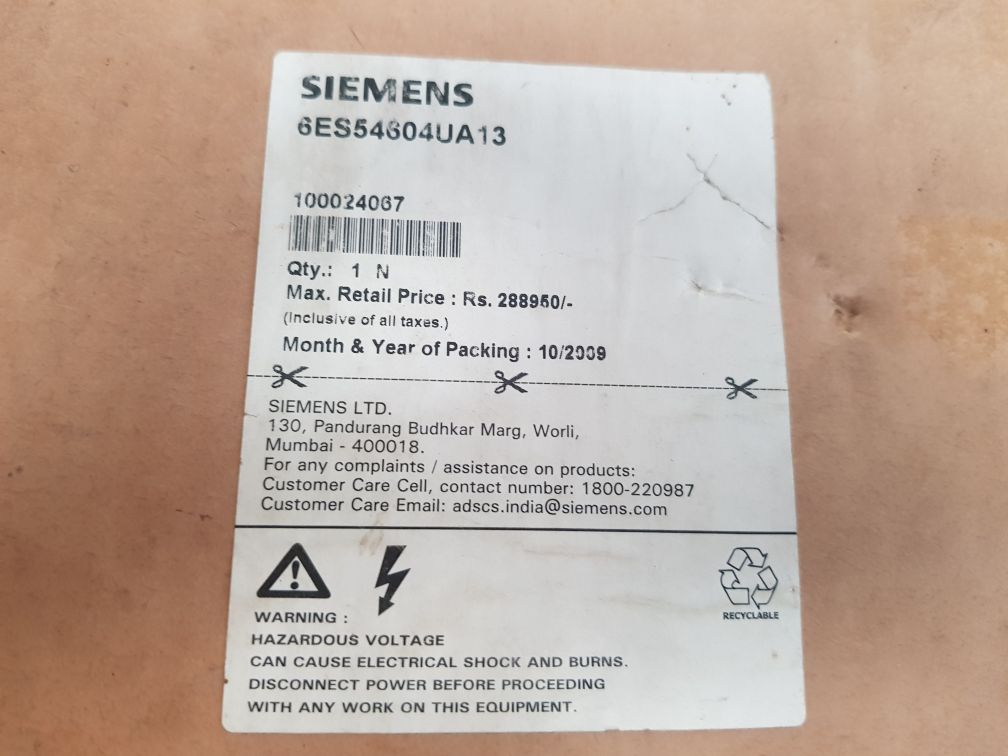 SIEMENS
6ES54604UA13
100024067
Qty.: 1 N
Max. Retail Price : Rs. 288960/-
(Inclusive of all taxes.)
Month & Year of Packing : 10/2009
SIEMENS LTD.
130, Pandurang Budhkar Marg, Worli,
Mumbai - 400018.
For any complaints / assistance on products:
Customer Care Cell, contact number: 1800-220987
Customer Care Email: adscs.india@siemens.com
WARNING :
HAZARDOUS VOLTAGE
CAN CAUSE ELECTRICAL SHOCK AND BURNS.
DISCONNECT POWER BEFORE PROCEEDING
WITH ANY WORK ON THIS EQUIPMENT.
RECYCLABLE